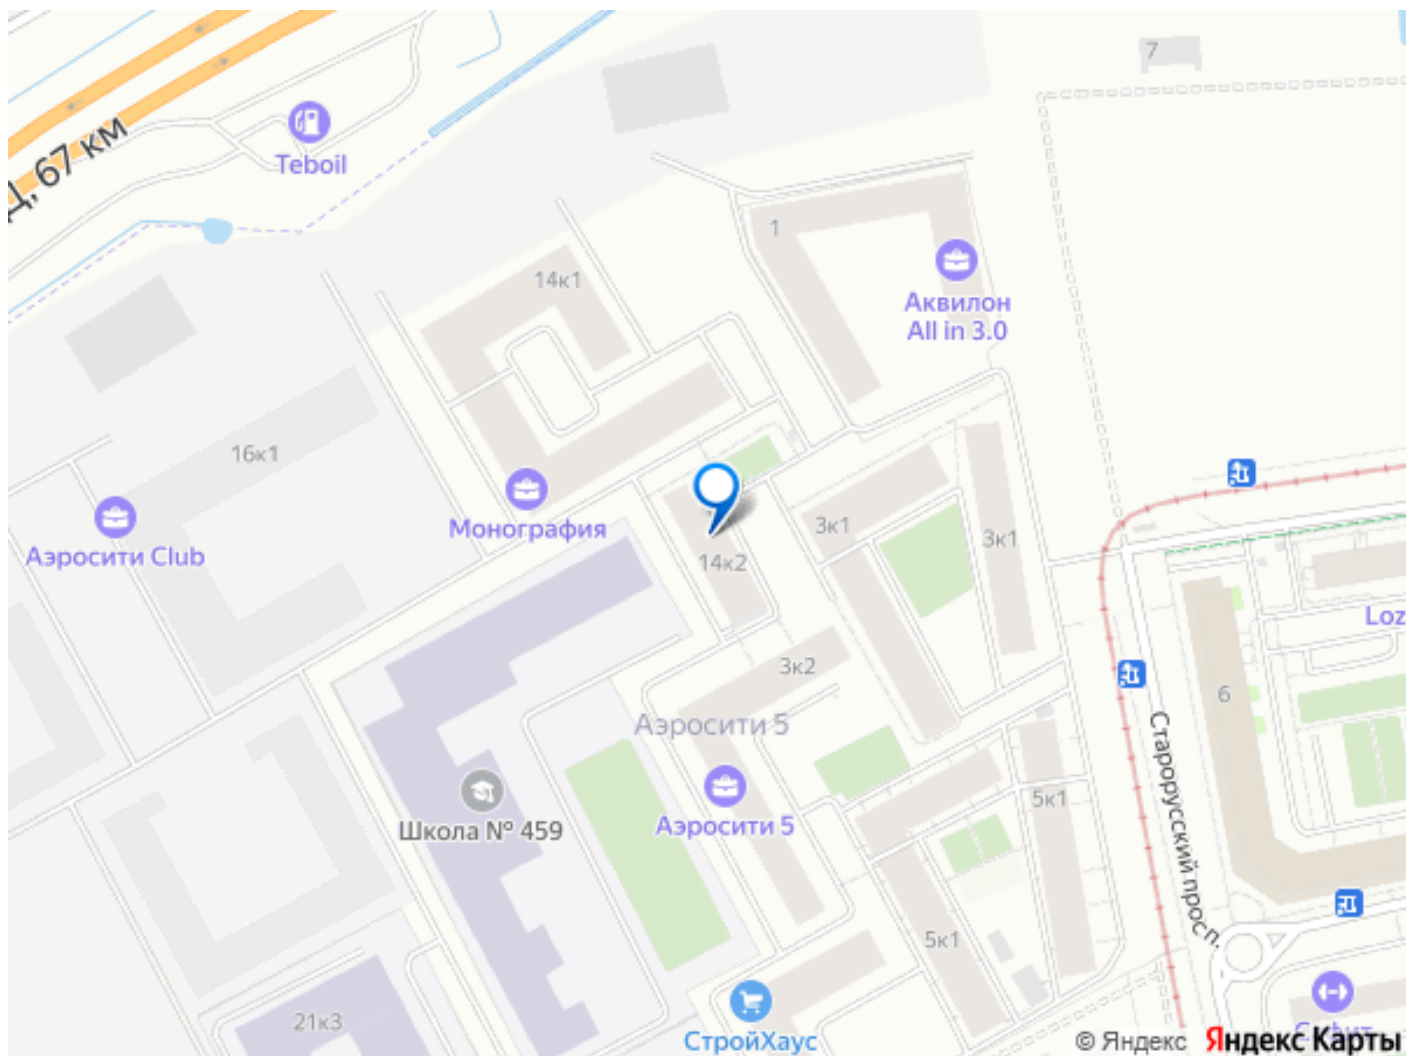 7
Teboil
Д, 67 км
1
14к1
Аквилон
All in 3.0
16к1
Монография
Аэросити Club
3к1
3к1
14к2
Loz
3к2
6
Аэросити 5
Старорусский просп.
Школа № 459
Аэросити 5
5к1
5к1
21к3
СтройХаус
© Яндекс
Яндекс Карты